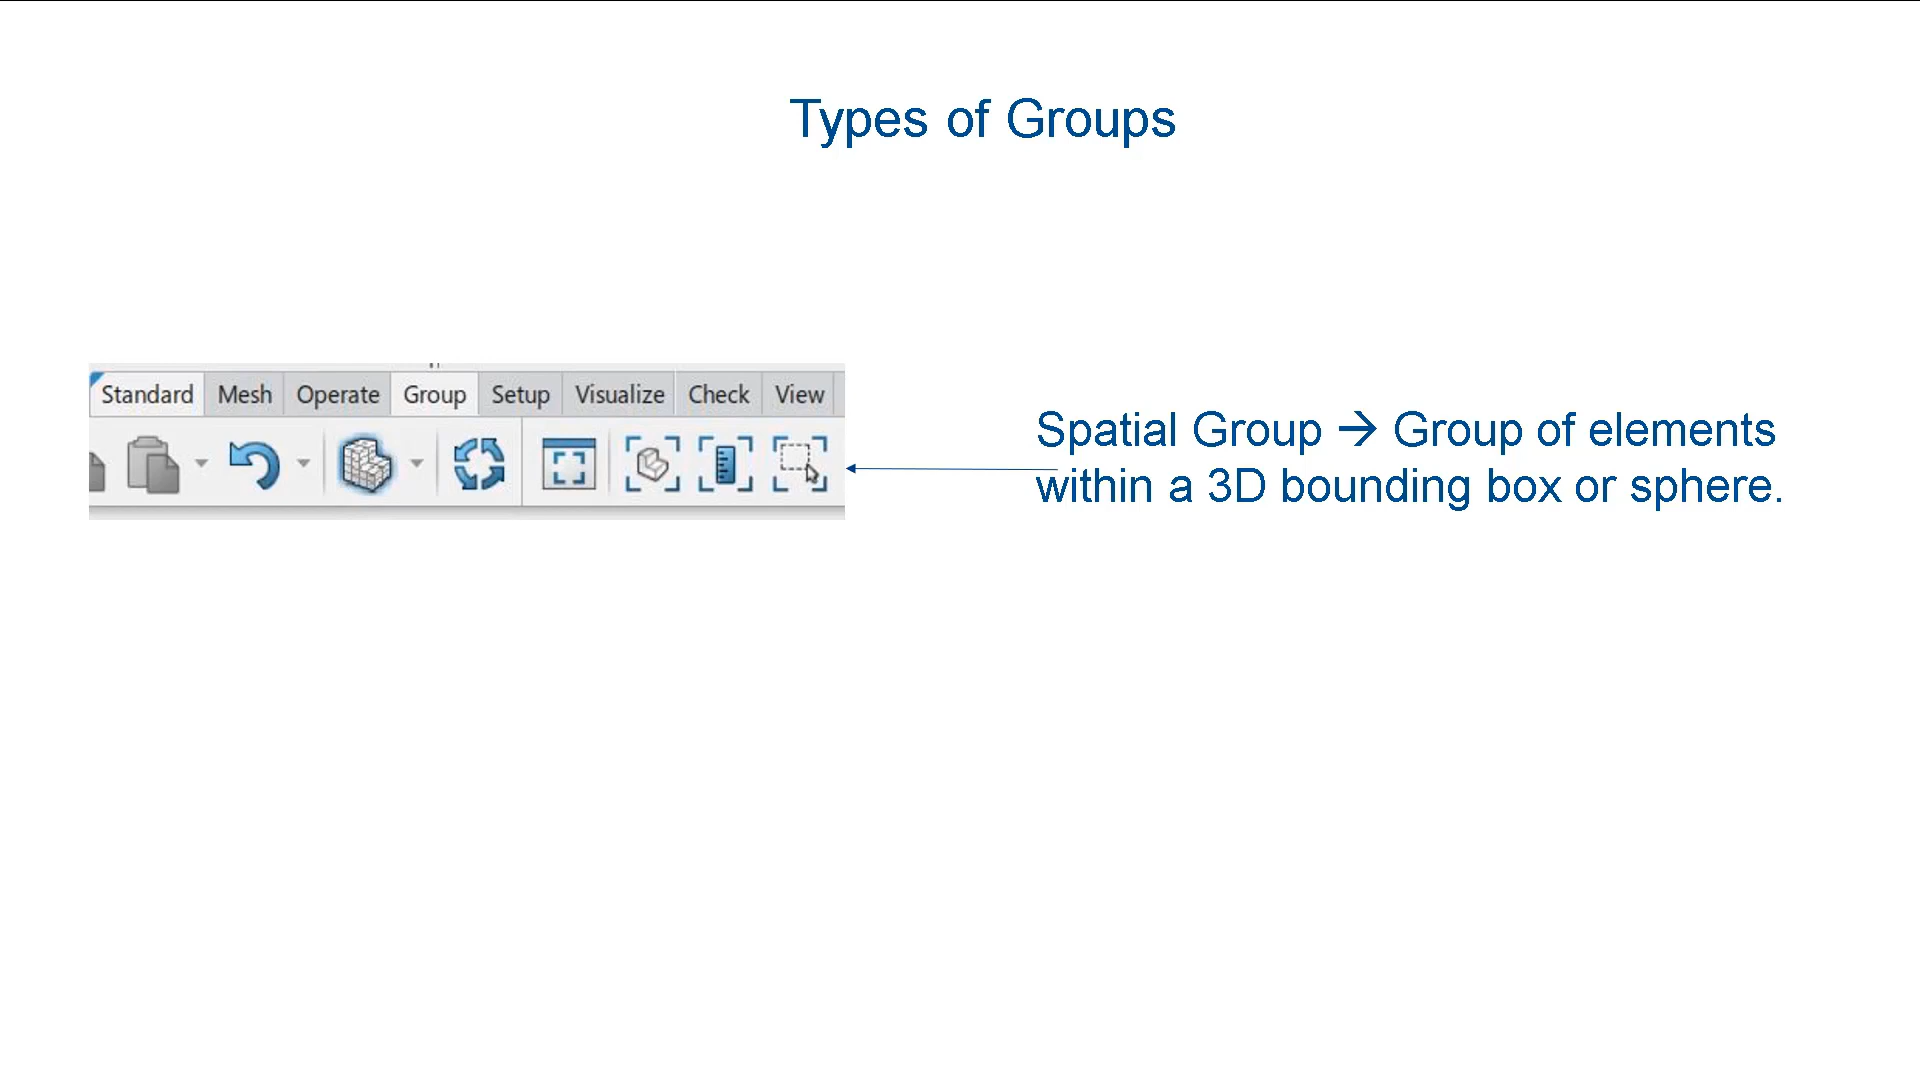 Types of Groups
Standard Mesh Operate Group Setup Visualize Check View
Spatial Group → Group of elements
within a 3D bounding box or sphere.